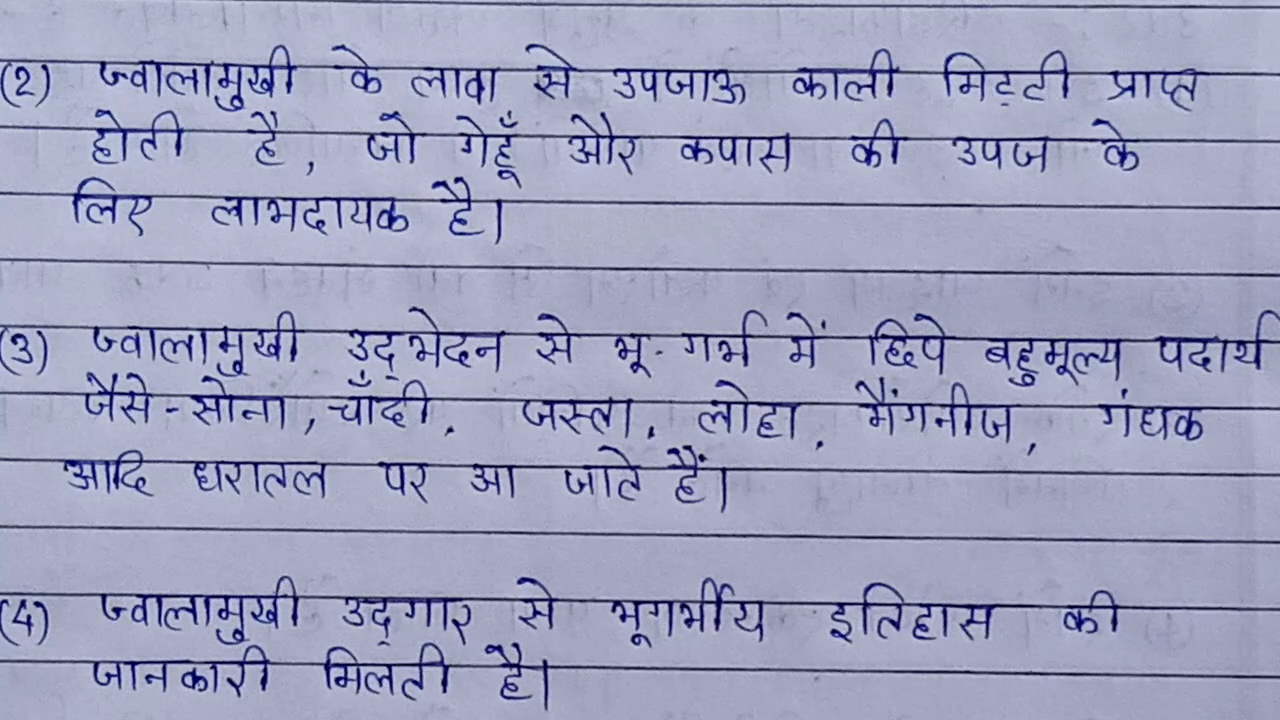 (2) ज्वालामुखी के लावा से उपजाऊ काली मिट्टी प्राप्त
होती है, जो गेहूँ और कपास की उपज के
लिए लाभदायक है।
(3) ज्वालामुखी उद्‌भेदन से भू-गर्भ में छिपे बहुमूल्य पदार्थ
जैसे-सोना, चाँदी, जस्ता, लोहा, मैंगनीज, गंधक
आदि धरातल पर आ जाते हैं।
(4) ज्वालामुखी उद्‌गार से भूगर्भीय इतिहास की
जानकारी मिलती है।